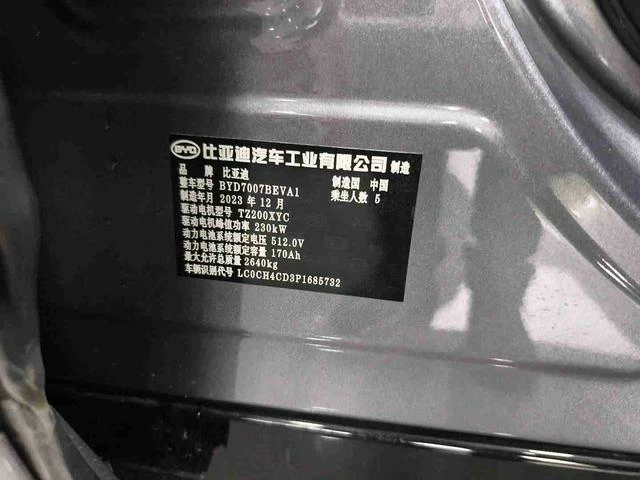 BYD 比亚迪汽车工业有限公司 制造
品 牌 比亚迪 制造国 中国
整车型号 BYD7007BEVA1 乘坐人数 5
制造年月 2023 年 12 月
驱动电机型号 TZ200XYC
驱动电机峰值功率 230kW
动力电池系统额定电压 512.0V
动力电池系统额定容量 170Ah
最大允许总质量 2640kg
车辆识别代号 LC0CH4CD3P1685732